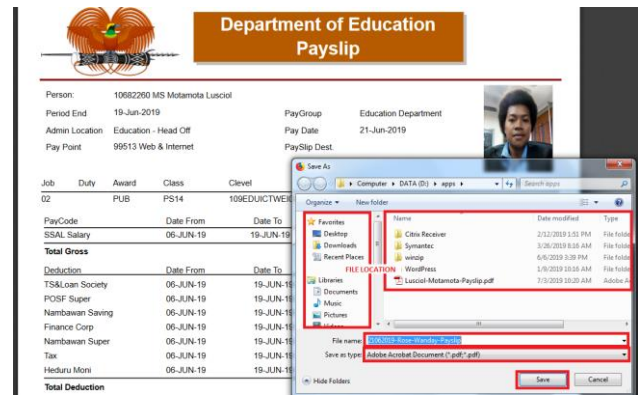 Department of Education
Payslip
Person: 10682260 MS Motamota Lusciol
Period End 19-Jun-2019 PayGroup Education Department
Admin Location Education - Head Off Pay Date 21-Jun-2019
Pay Point 99513 Web & Internet PaySlip Dest.
Job Duty Award Class Clevel
02 PUB PS14 109EDUICTWEI
PayCode Date From Date To
SSAL Salary 06-JUN-19 19-JUN-19
Total Gross
Deduction Date From Date To
TS&Loan Society 06-JUN-19 19-JUN-19
POSF Super 06-JUN-19 19-JUN-19
Nambawan Saving 06-JUN-19 19-JUN-19
Finance Corp 06-JUN-19 19-JUN-19
Nambawan Super 06-JUN-19 19-JUN-19
Tax 06-JUN-19 19-JUN-19
Heduru Moni 06-JUN-19 19-JUN-19
Total Deduction
Save As
Computer DATA (D:) apps Search apps
Organize New folder
Favorites
Desktop
Downloads
Recent Places
Libraries
Documents
Music
Pictures
Videos
FILE LOCATION
Name Date modified Type
Citrix Receiver 2/12/2019 1:51 PM File folde
Symantec 3/26/2019 8:16 AM File folde
winzip 6/6/2019 3:39 PM File folde
WordPress 1/8/2019 10:16 AM File folde
Lusciol-Motamota-Payslip.pdf 7/3/2019 10:20 AM Adobe A
File name: 21062019-Rose-Wanday-Payslip
Save as type: Adobe Acrobat Document (*.pdf;*.pdf)
Hide Folders Save Cancel